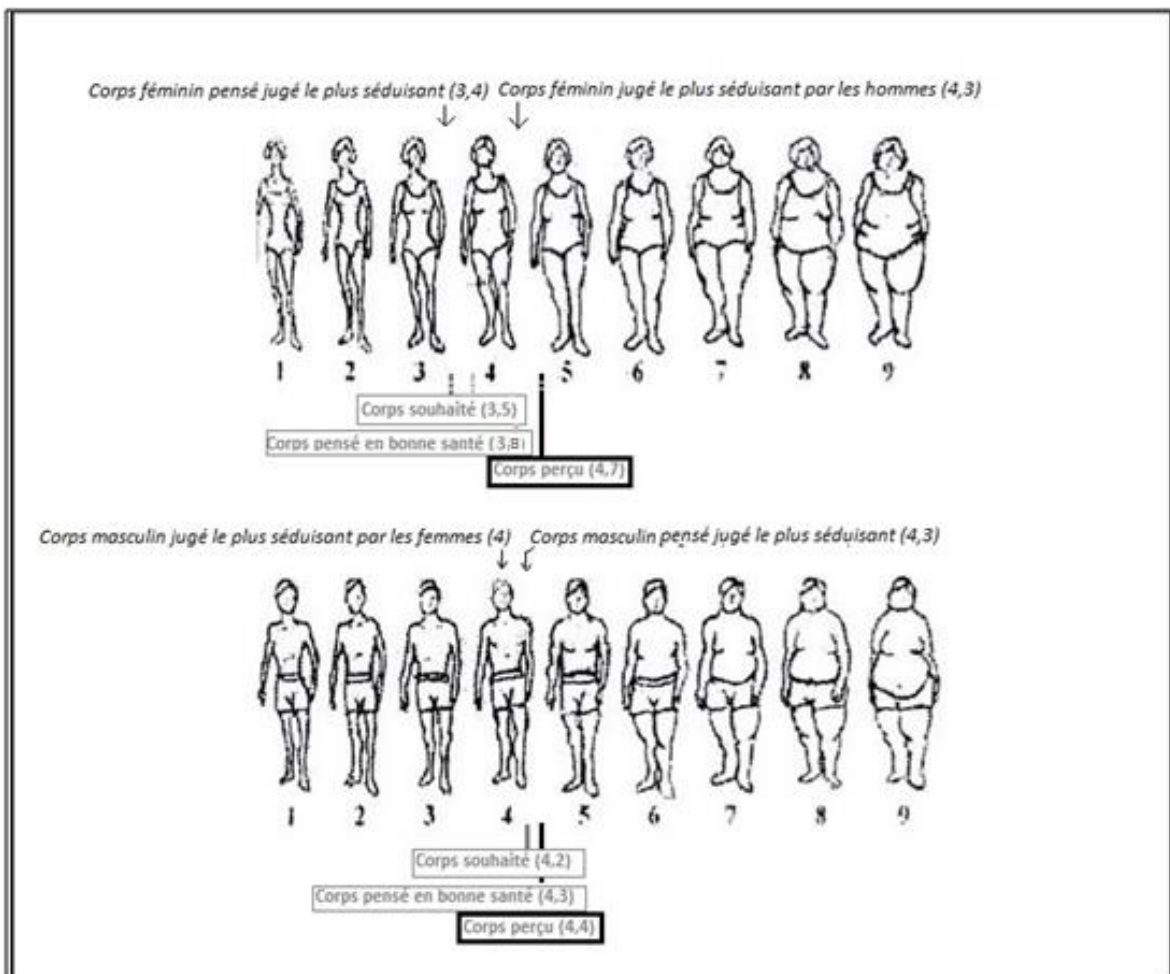 Corps féminin pensé jugé le plus séduisant (3,4) Corps féminin jugé le plus séduisant par les hommes (4,3)
1 2 3 4 5 6 7 8 9
Corps souhaité (3,5)
Corps pensé en bonne santé (3,8)
Corps perçu (4,7)
Corps masculin jugé le plus séduisant par les femmes (4) Corps masculin pensé jugé le plus séduisant (4,3)
1 2 3 4 5 6 7 8 9
Corps souhaité (4,2)
Corps pensé en bonne santé (4,3)
Corps perçu (4,4)